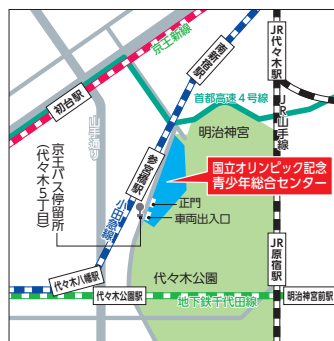 京王新線
南新宿駅
JR代々木駅
初台駅
山手通り
首都高速4号線
JR山手線
明治神宮
京王バス停留所
(代々木5丁目)
参宮橋駅
国立オリンピック記念
青少年総合センター
正門
車両出入口
小田急線
代々木公園
JR原宿駅
代々木八幡駅
代々木公園駅
地下鉄千代田線
明治神宮前駅